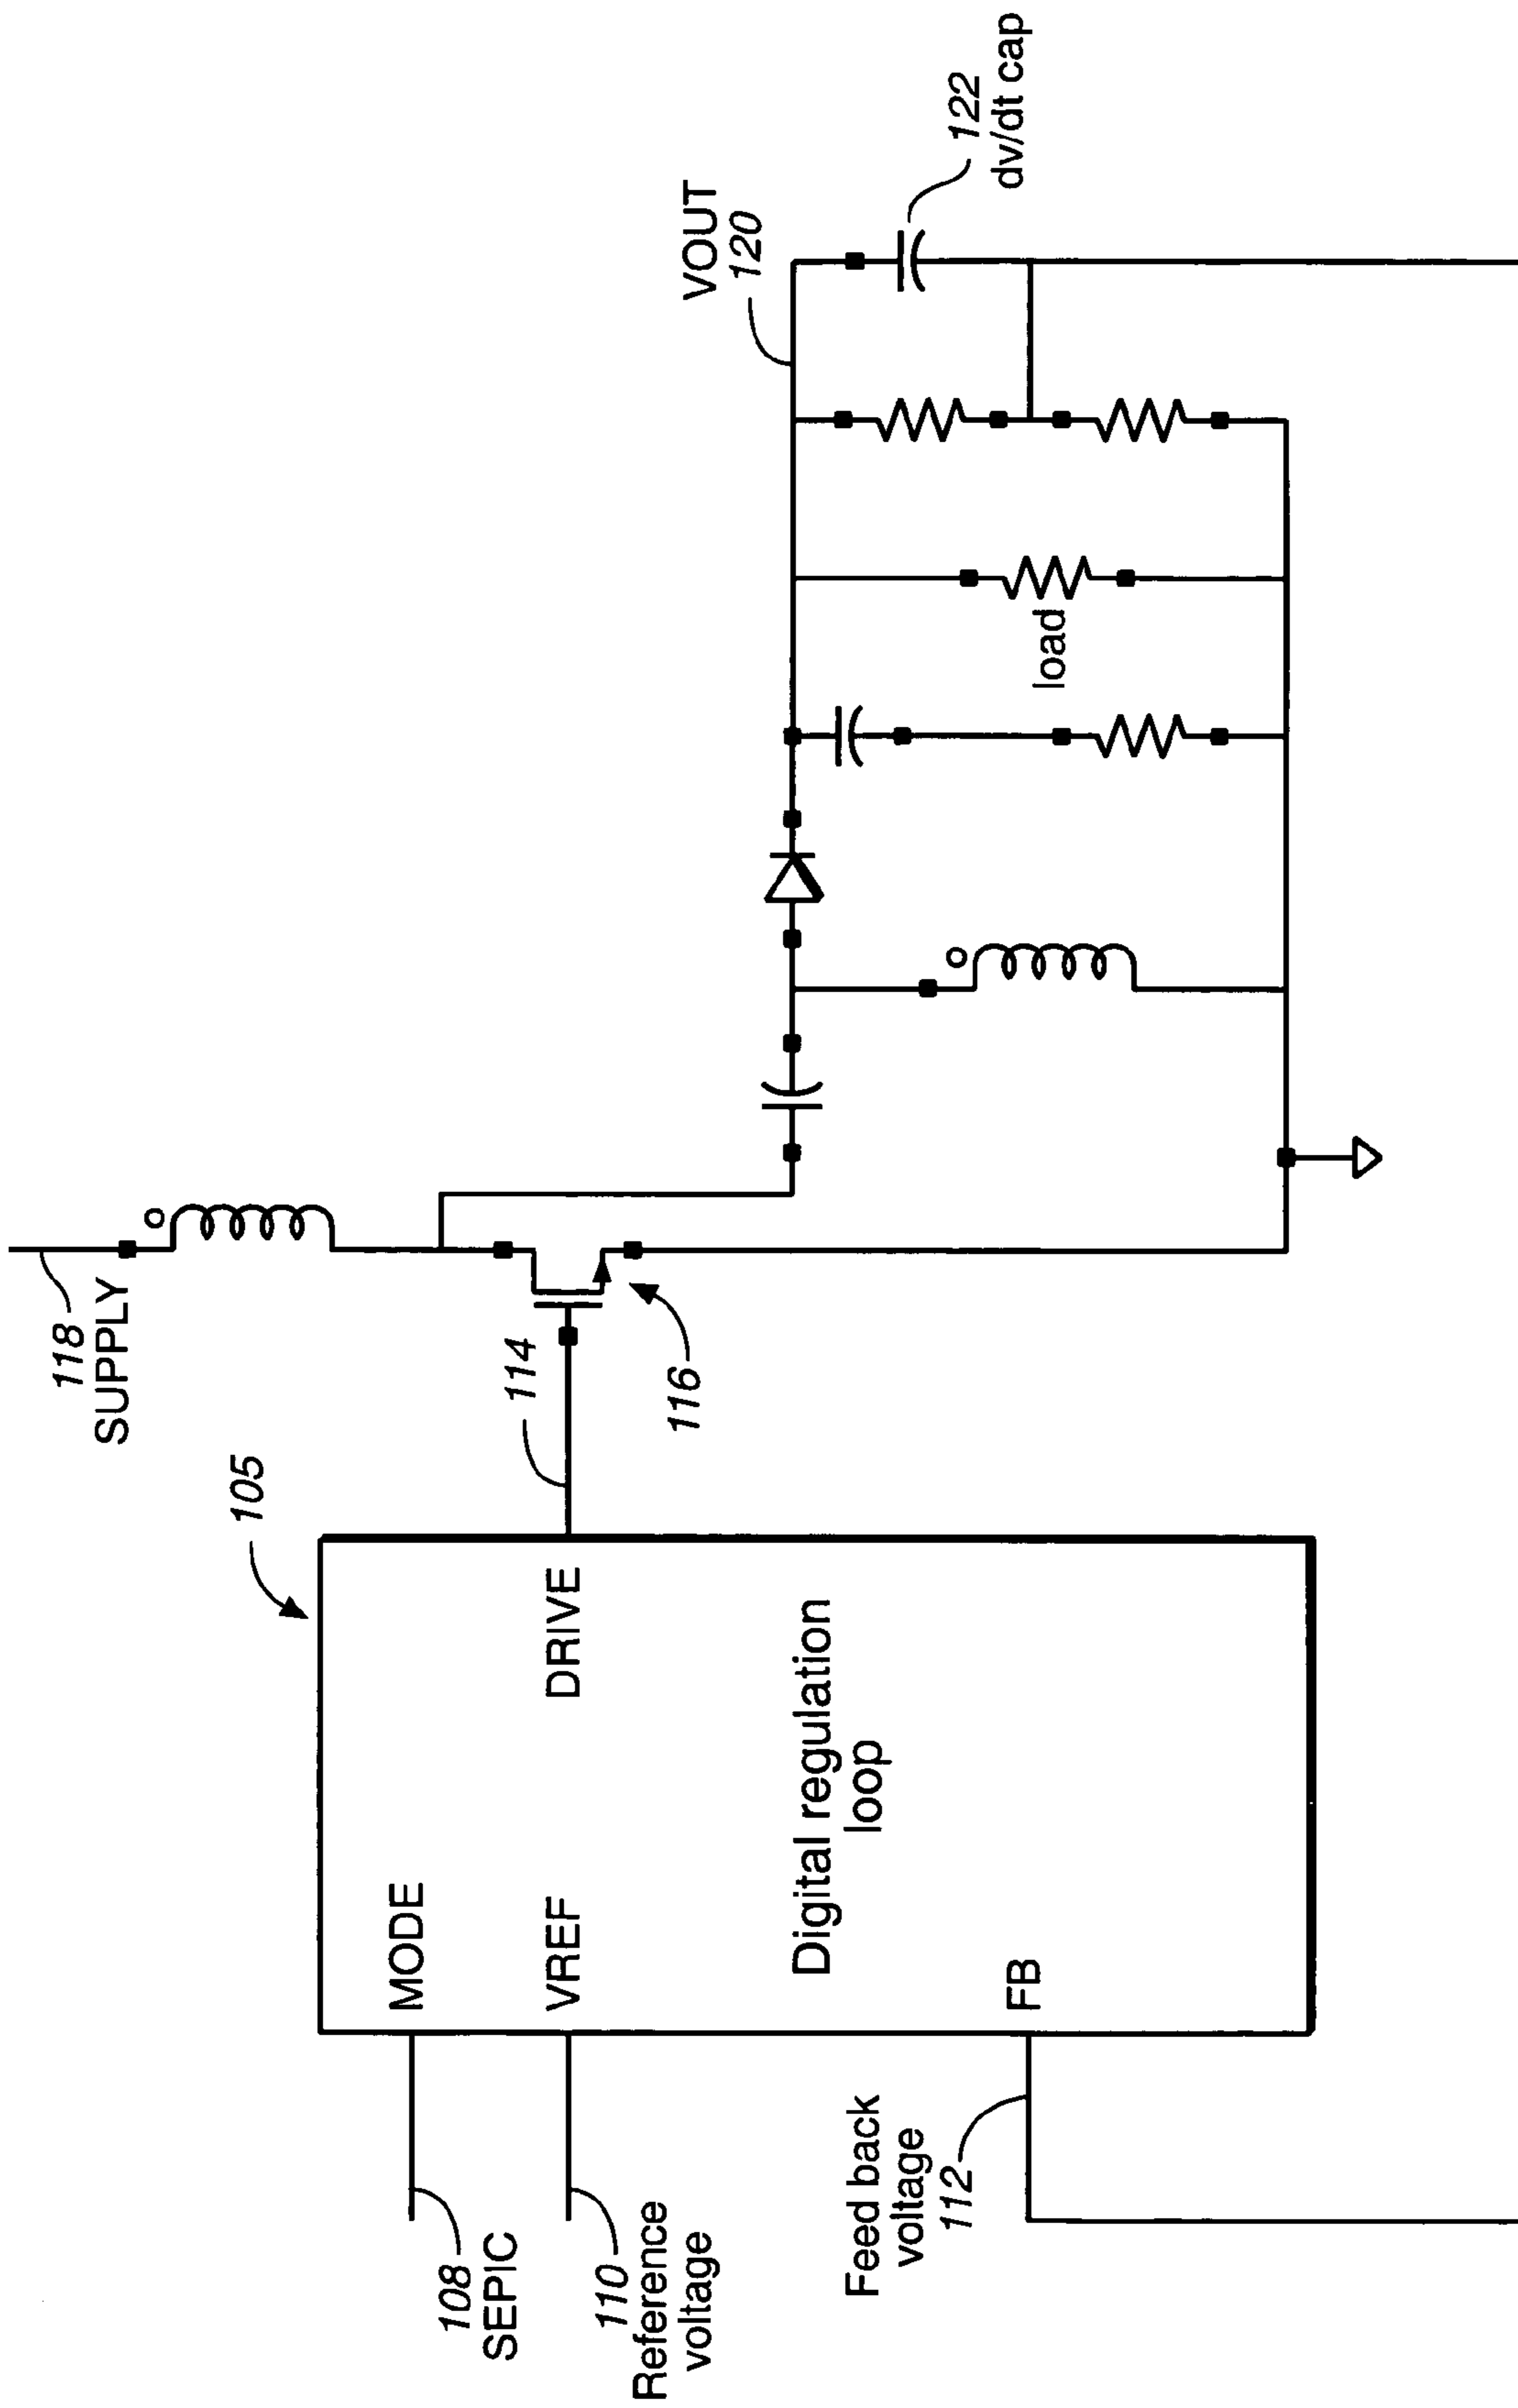 108
SEPIC
110
Reference
voltage
Feed back
voltage
112
MODE
VREF
FB
Digital regulation
loop
DRIVE
105
114
116
118
SUPPLY
load
VOUT
120
122
dv/dt cap